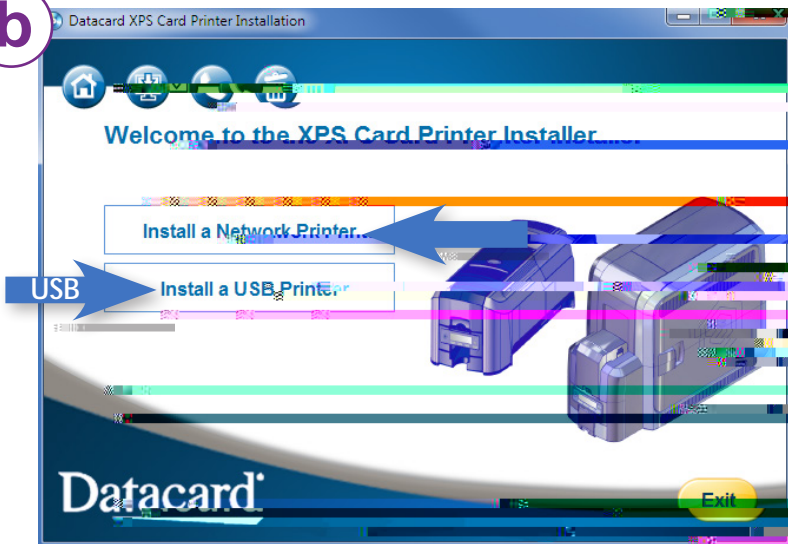 b
Datacard XPS Card Printer Installation
Welcome to the XPS Card Printer Installer
Install a Network Printer
USB
Install a USB Printer
Datacard
Exit